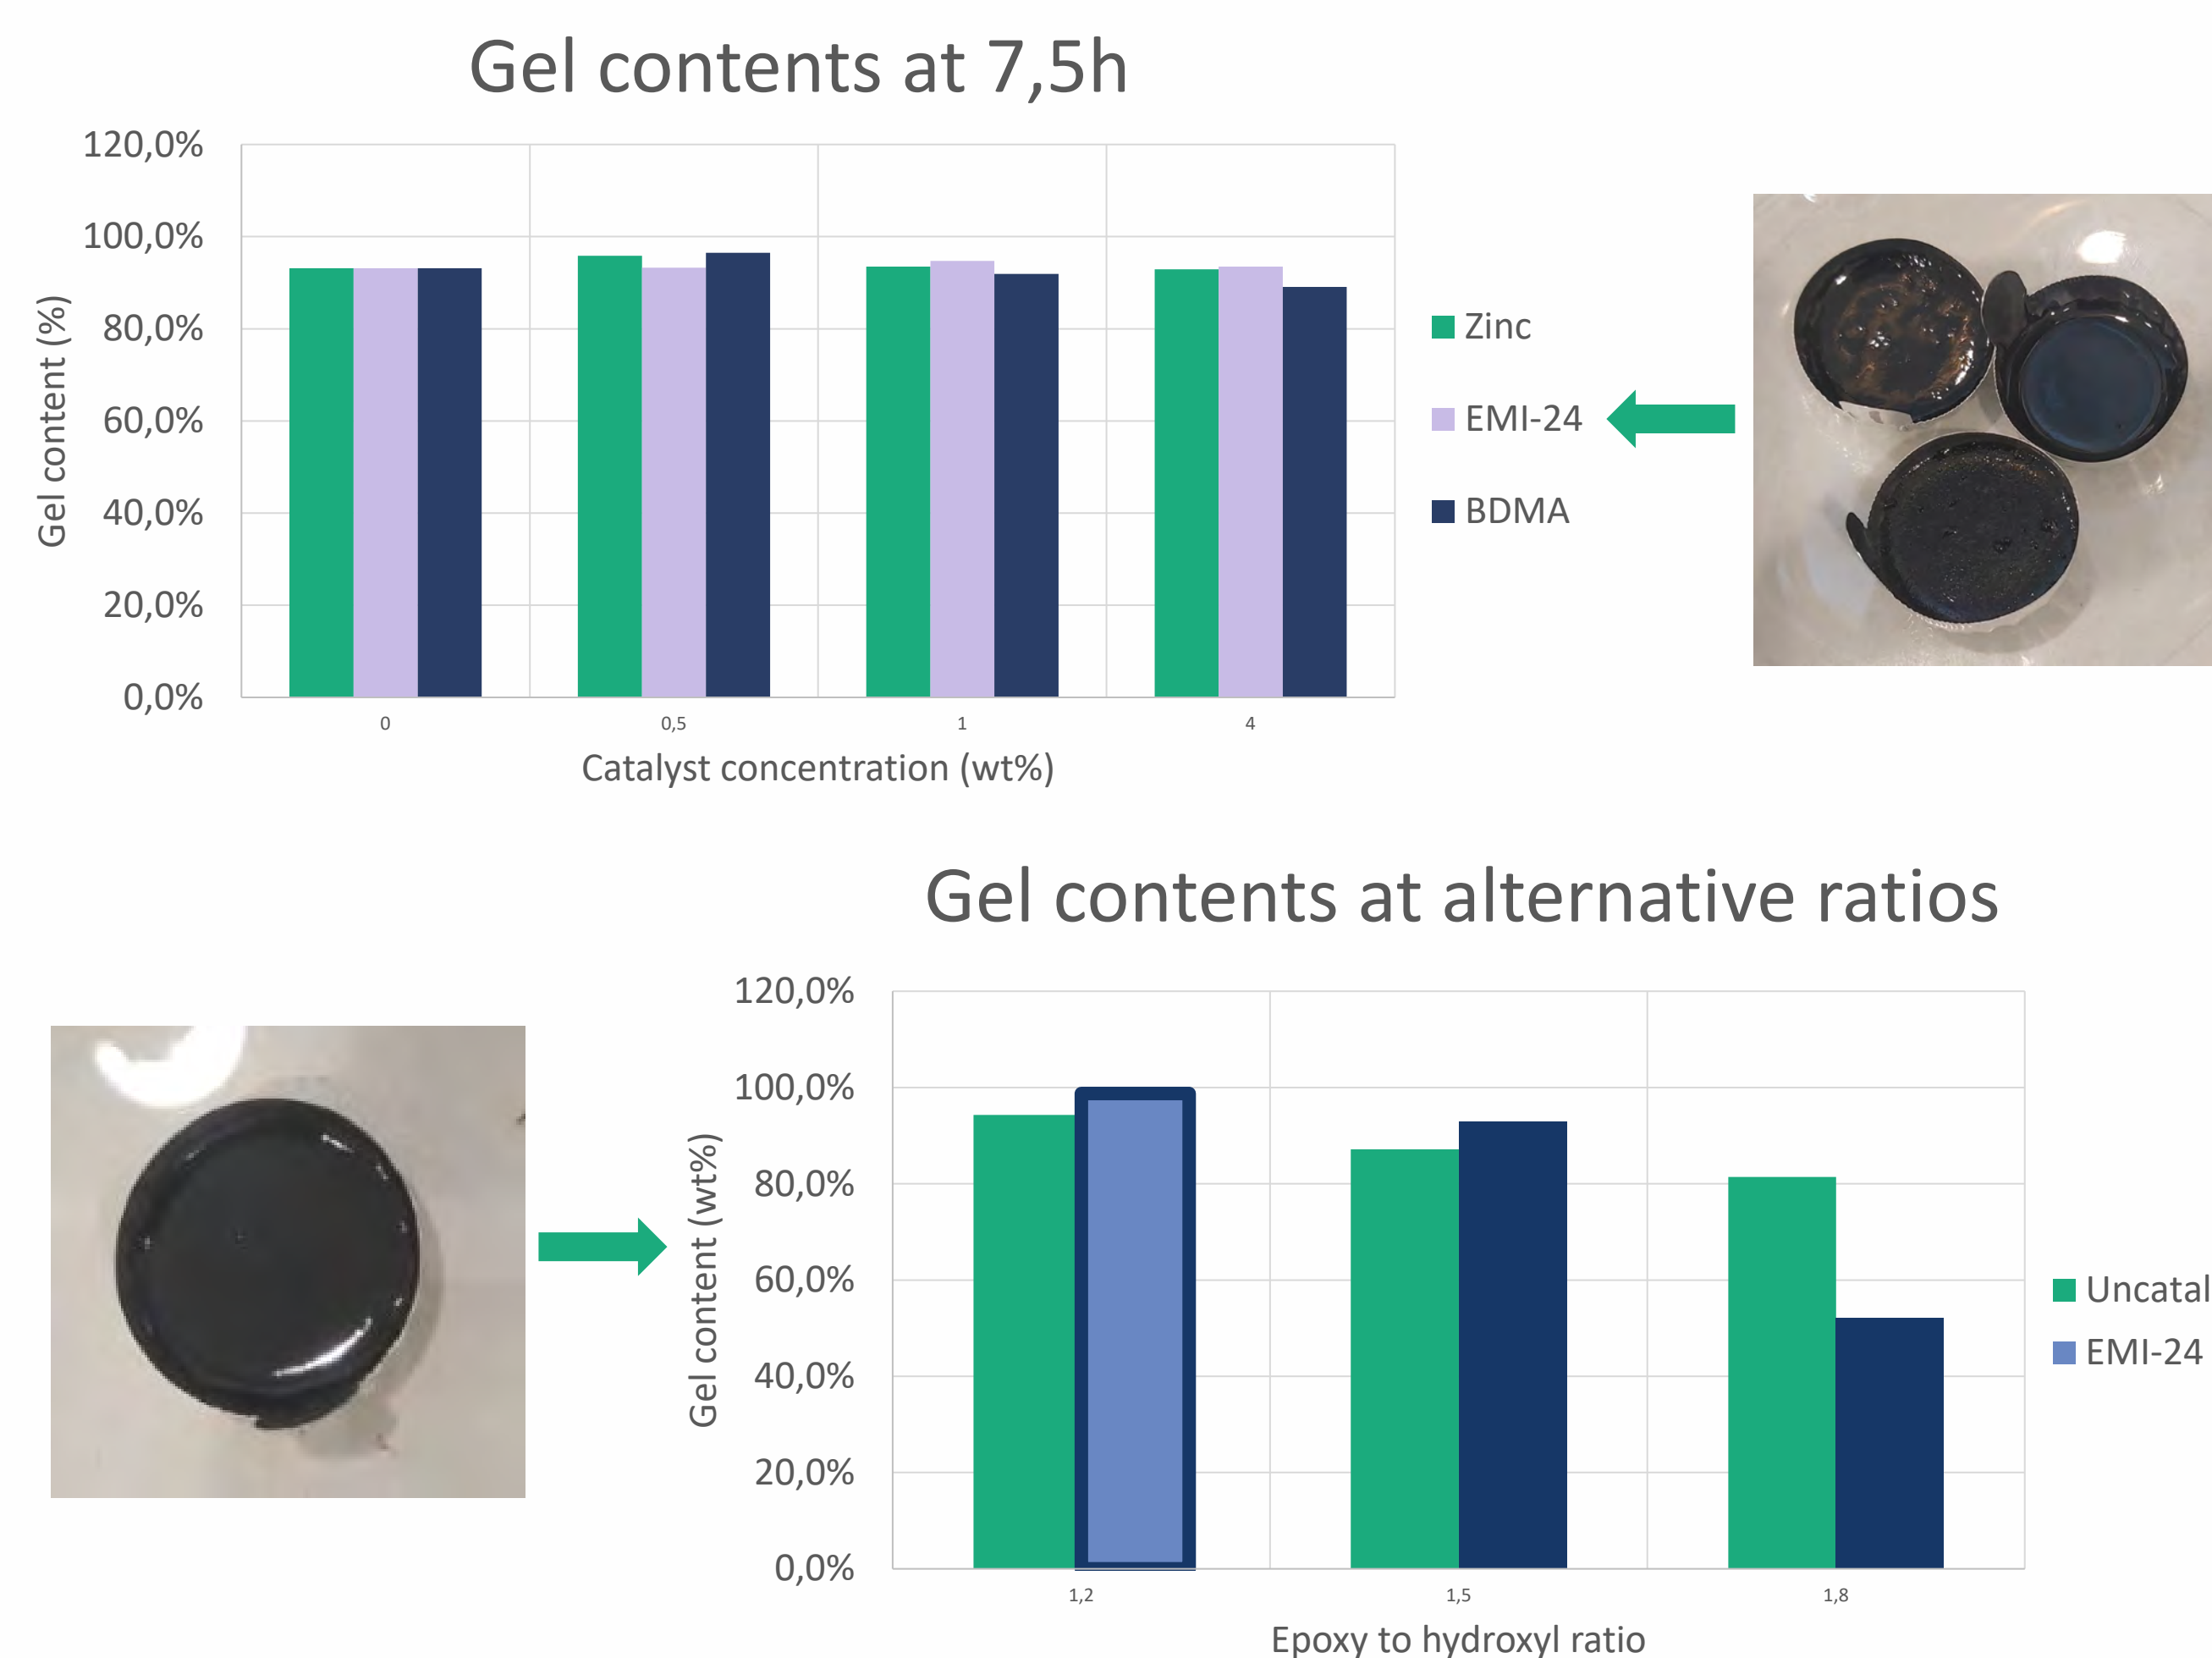 Gel contents at 7,5h
120,0%
100,0%
80,0%
60,0%
40,0%
20,0%
0,0%
Gel content (%)
0
0,5
1
4
Catalyst concentration (wt%)
Zinc
EMI-24
BDMA
Gel contents at alternative ratios
120,0%
100,0%
80,0%
60,0%
40,0%
20,0%
0,0%
Gel content (wt%)
1,2
1,5
1,8
Epoxy to hydroxyl ratio
Uncatal
EMI-24